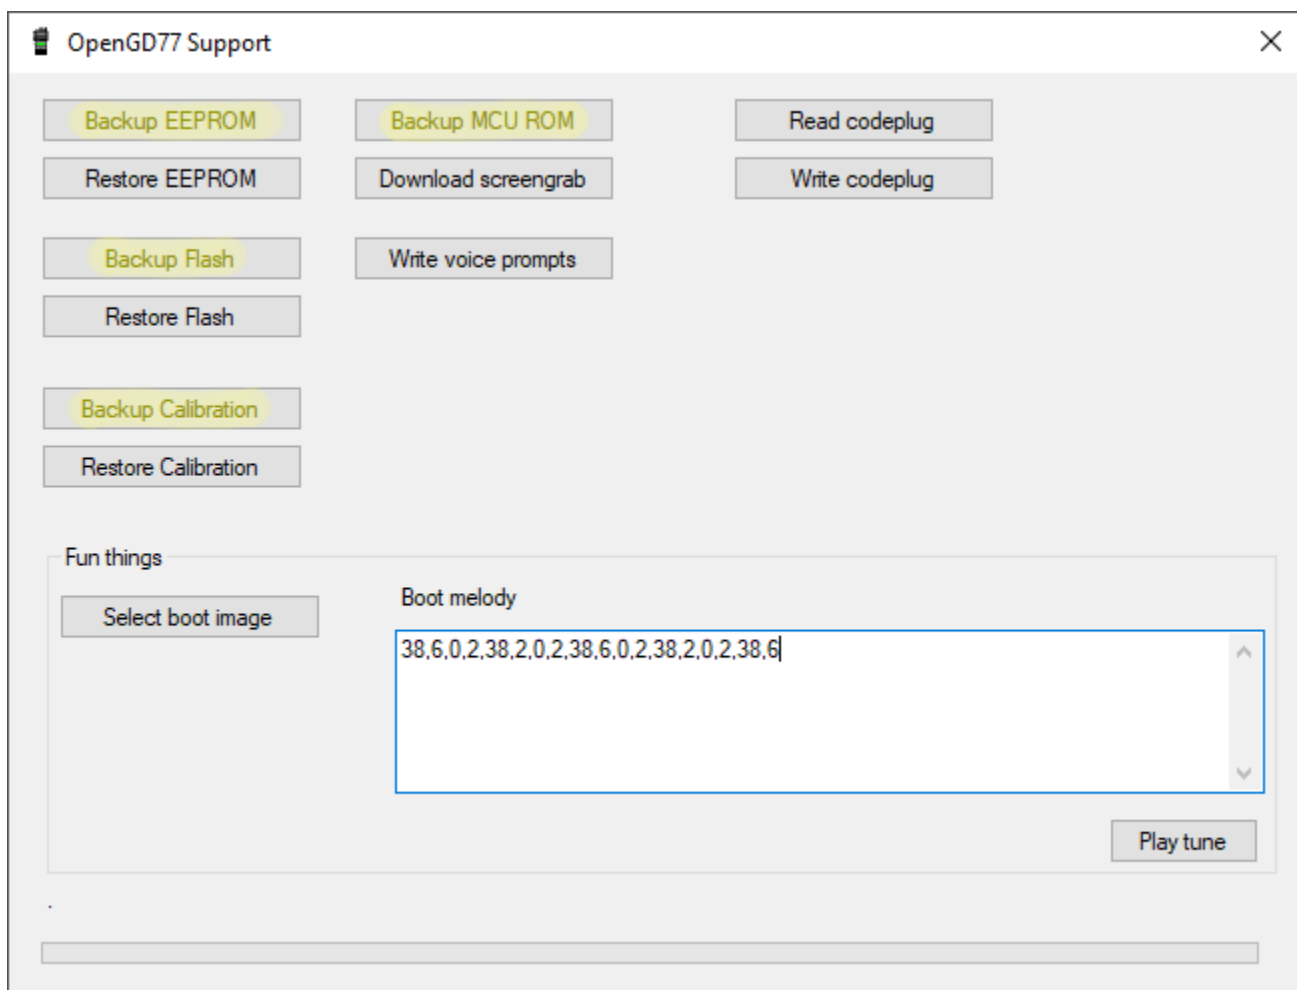 OpenGD77 Support
Backup EEPROM
Backup MCU ROM
Read codeplug
Restore EEPROM
Download screengrab
Write codeplug
Backup Flash
Write voice prompts
Restore Flash
Backup Calibration
Restore Calibration
Fun things
Select boot image
Boot melody
38,6,0,2,38,2,0,2,38,6,0,2,38,2,0,2,38,6
Play tune
.